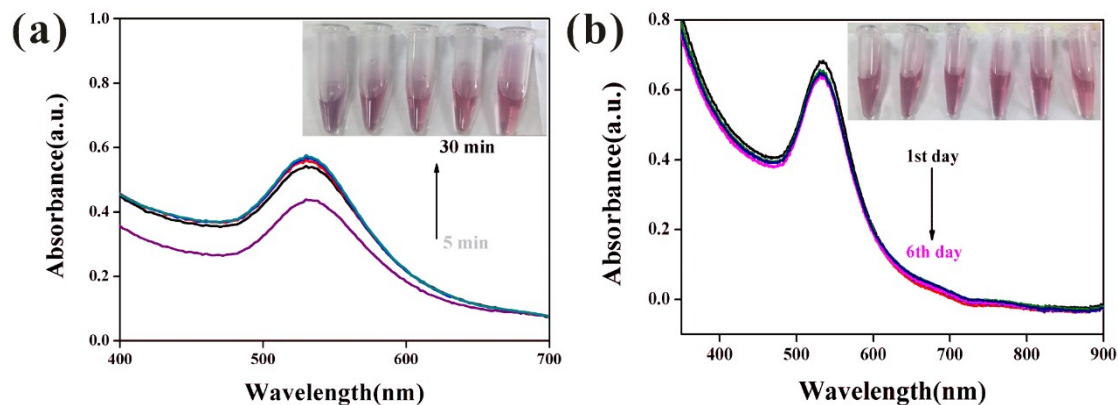 (a)
1.0
0.8
0.6
0.4
0.2
0.0
Absorbance(a.u.)
30 min
5 min
400 500 600 700
Wavelength(nm)
(b)
0.8
0.6
0.4
0.2
0.0
Absorbance(a.u.)
1st day
6th day
400 500 600 700 800 900
Wavelength(nm)